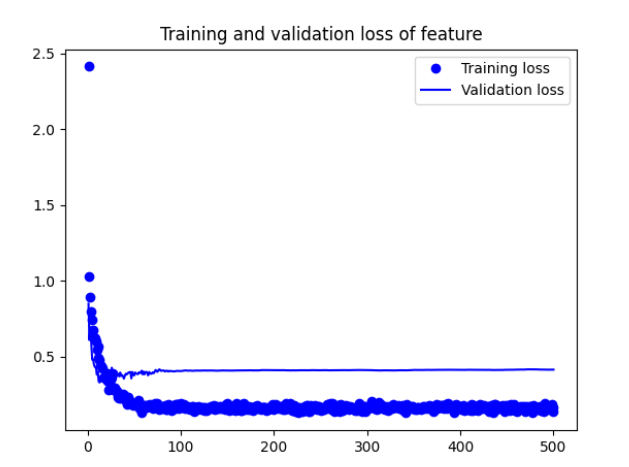 Training and validation loss of feature
2.5
Training loss
Validation loss
2.0
1.5
1.0
0.5
0 100 200 300 400 500